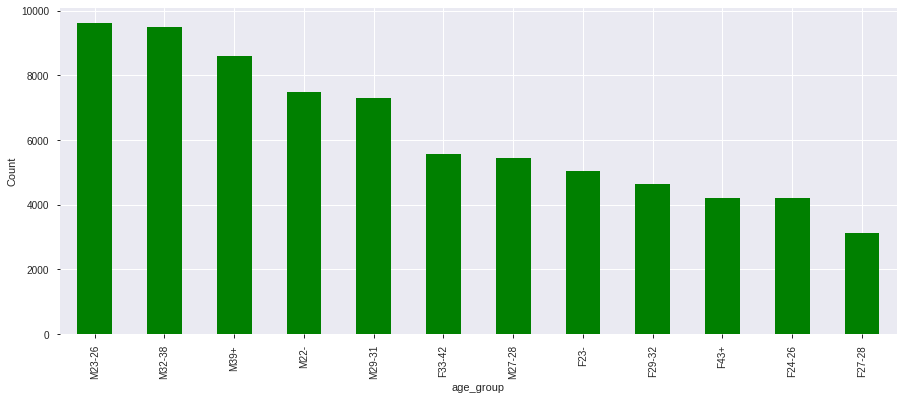 10000
8000
6000
4000
2000
0
Count
M23-26
M32-38
M39+
M22-
M29-31
F33-42
M27-28
F23-
F29-32
F43+
F24-26
F27-28
age_group